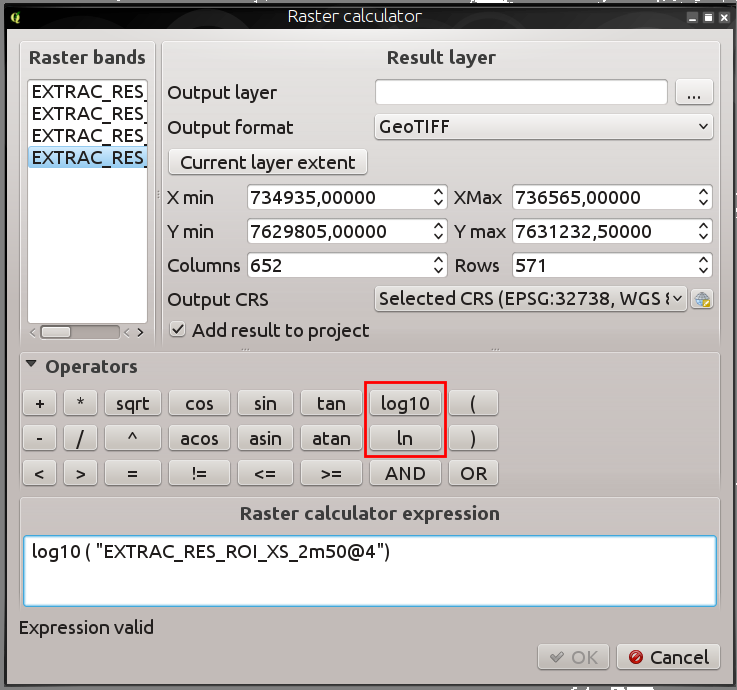 Raster calculator
Raster bands
EXTRAC_RES_
EXTRAC_RES_
EXTRAC_RES_
EXTRAC_RES_
Result layer
Output layer
...
Output format GeoTIFF
Current layer extent
X min 734935,00000 XMax 736565,00000
Y min 7629805,00000 Y max 7631232,50000
Columns 652 Rows 571
Output CRS Selected CRS (EPSG:32738, WGS 8
Add result to project
Operators
+ * sqrt cos sin tan log10 (
- / ^ acos asin atan ln )
< > = != <= >= AND OR
Raster calculator expression
log10 ( "EXTRAC_RES_ROI_XS_2m50@4")
Expression valid
OK Cancel